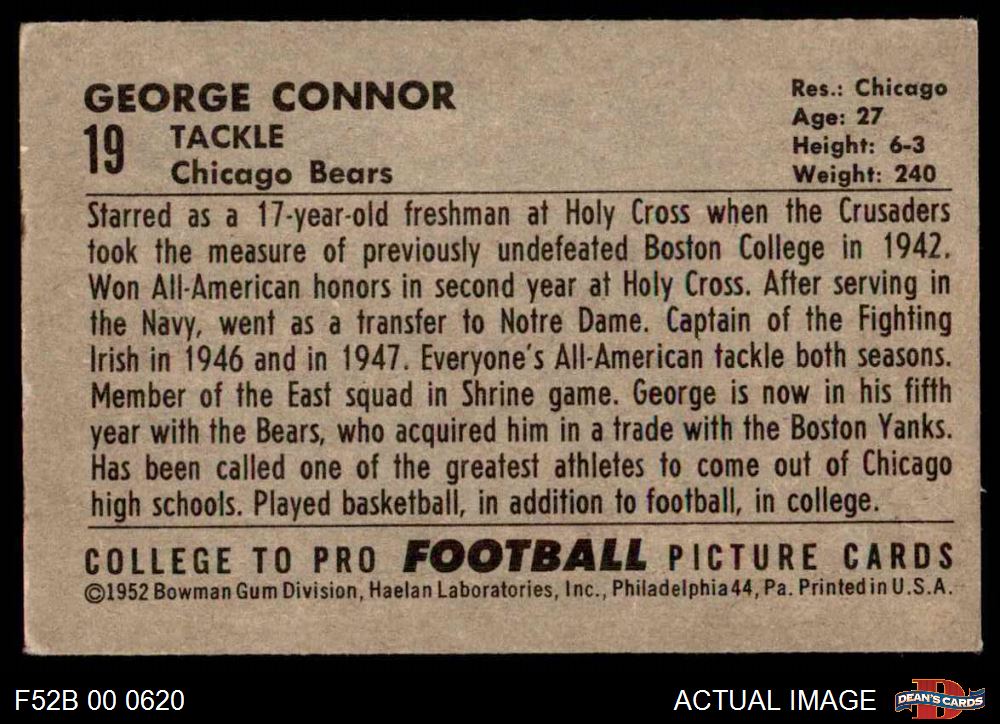 GEORGE CONNOR
19 TACKLE
Chicago Bears
Res.: Chicago
Age: 27
Height: 6-3
Weight: 240
Starred as a 17-year-old freshman at Holy Cross when the Crusaders
took the measure of previously undefeated Boston College in 1942.
Won All-American honors in second year at Holy Cross. After serving in
the Navy, went as a transfer to Notre Dame. Captain of the Fighting
Irish in 1946 and in 1947. Everyone's All-American tackle both seasons.
Member of the East squad in Shrine game. George is now in his fifth
year with the Bears, who acquired him in a trade with the Boston Yanks.
Has been called one of the greatest athletes to come out of Chicago
high schools. Played basketball, in addition to football, in college.
COLLEGE TO PRO FOOTBALL PICTURE CARDS
©1952 Bowman Gum Division, Haelan Laboratories, Inc., Philadelphia 44, Pa. Printed in U.S.A.
F52B 00 0620
ACTUAL IMAGE
D
DEAN'S CARDS